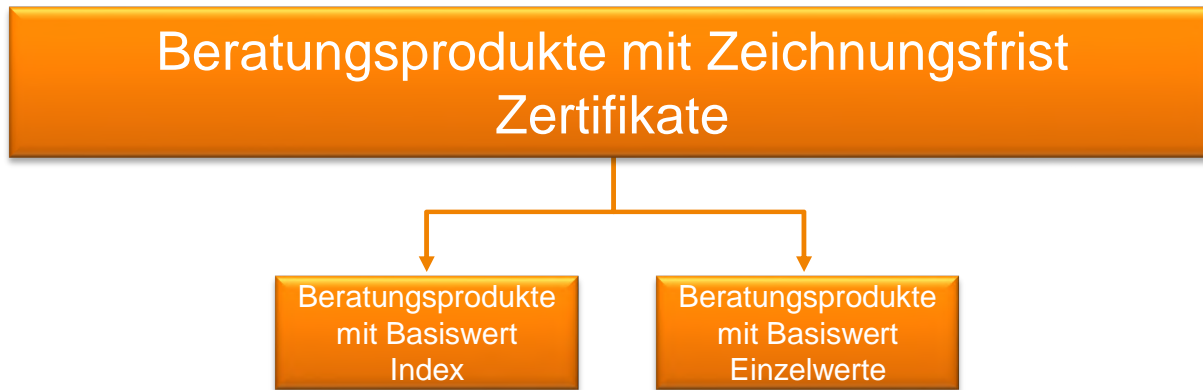 Beratungsprodukte mit Zeichnungsfrist
Zertifikate
Beratungsprodukte
mit Basiswert
Index
Beratungsprodukte
mit Basiswert
Einzelwerte